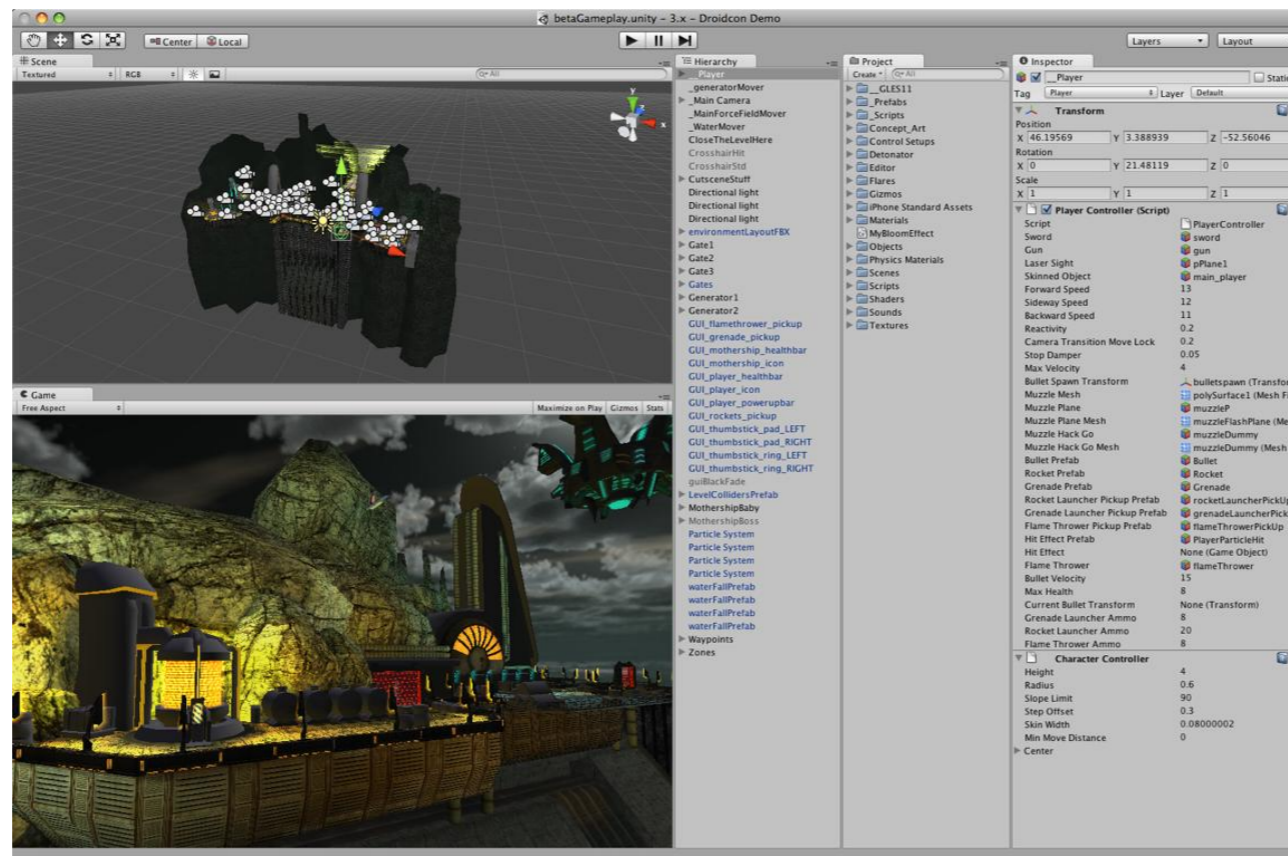 betaGameplay.unity – 3.x – Droidcon Demo
Center
Local
Layers
Layout
Scene
Textured
RGB
All
Game
Free Aspect
Maximize on Play
Gizmos
Stats
Hierarchy
__Player
_generatorMover
_Main Camera
_MainForceFieldMover
_WaterMover
CloseTheLevelHere
CrosshairHit
CrosshairStd
CutsceneStuff
Directional light
Directional light
Directional light
environmentLayoutFBX
Gate1
Gate2
Gate3
Gates
Generator1
Generator2
GUI_flamethrower_pickup
GUI_grenade_pickup
GUI_mothership_healthbar
GUI_mothership_icon
GUI_player_healthbar
GUI_player_icon
GUI_player_powerupbar
GUI_rockets_pickup
GUI_thumbstick_pad_LEFT
GUI_thumbstick_pad_RIGHT
GUI_thumbstick_ring_LEFT
GUI_thumbstick_ring_RIGHT
guiBlackFade
LevelCollidersPrefab
MothershipBaby
MothershipBoss
Particle System
Particle System
Particle System
Particle System
waterFallPrefab
waterFallPrefab
waterFallPrefab
waterFallPrefab
Waypoints
Zones
Project
Create
All
__GLES11
_Prefabs
_Scripts
Concept_Art
Control Setups
Detonator
Editor
Flares
Gizmos
iPhone Standard Assets
Materials
MyBloomEffect
Objects
Physics Materials
Scenes
Scripts
Shaders
Sounds
Textures
Inspector
__Player Static
Tag Player Layer Default
Transform
Position
X 46.19569 Y 3.388939 Z -52.56046
Rotation
X 0 Y 21.48119 Z 0
Scale
X 1 Y 1 Z 1
Player Controller (Script)
Script PlayerController
Sword sword
Gun gun
Laser Sight pPlane1
Skinned Object main_player
Forward Speed 13
Sideway Speed 12
Backward Speed 11
Reactivity 0.2
Camera Transition Move Lock 0.2
Stop Damper 0.05
Max Velocity 4
Bullet Spawn Transform bulletspawn (Transfor
Muzzle Mesh polySurface1 (Mesh Fi
Muzzle Plane muzzleP
Muzzle Plane Mesh muzzleFlashPlane (Me
Muzzle Hack Go muzzleDummy
Muzzle Hack Go Mesh muzzleDummy (Mesh
Bullet Prefab Bullet
Rocket Prefab Rocket
Grenade Prefab Grenade
Rocket Launcher Pickup Prefab rocketLauncherPickUp
Grenade Launcher Pickup Prefab grenadeLauncherPick
Flame Thrower Pickup Prefab flameThrowerPickUp
Hit Effect Prefab PlayerParticleHit
Hit Effect None (Game Object)
Flame Thrower flameThrower
Bullet Velocity 15
Max Health 8
Current Bullet Transform None (Transform)
Grenade Launcher Ammo 8
Rocket Launcher Ammo 20
Flame Thrower Ammo 8
Character Controller
Height 4
Radius 0.6
Slope Limit 90
Step Offset 0.3
Skin Width 0.08000002
Min Move Distance 0
Center